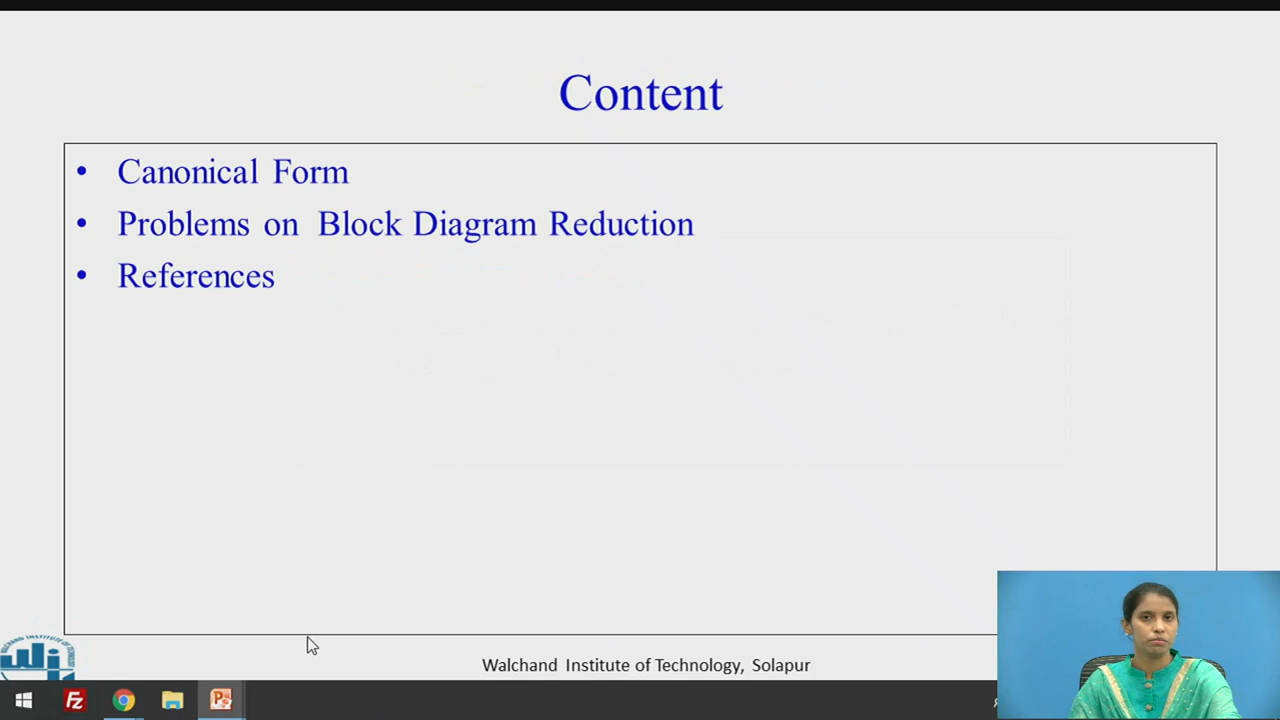 Content
• Canonical Form
• Problems on Block Diagram Reduction
• References
Walchand Institute of Technology, Solapur